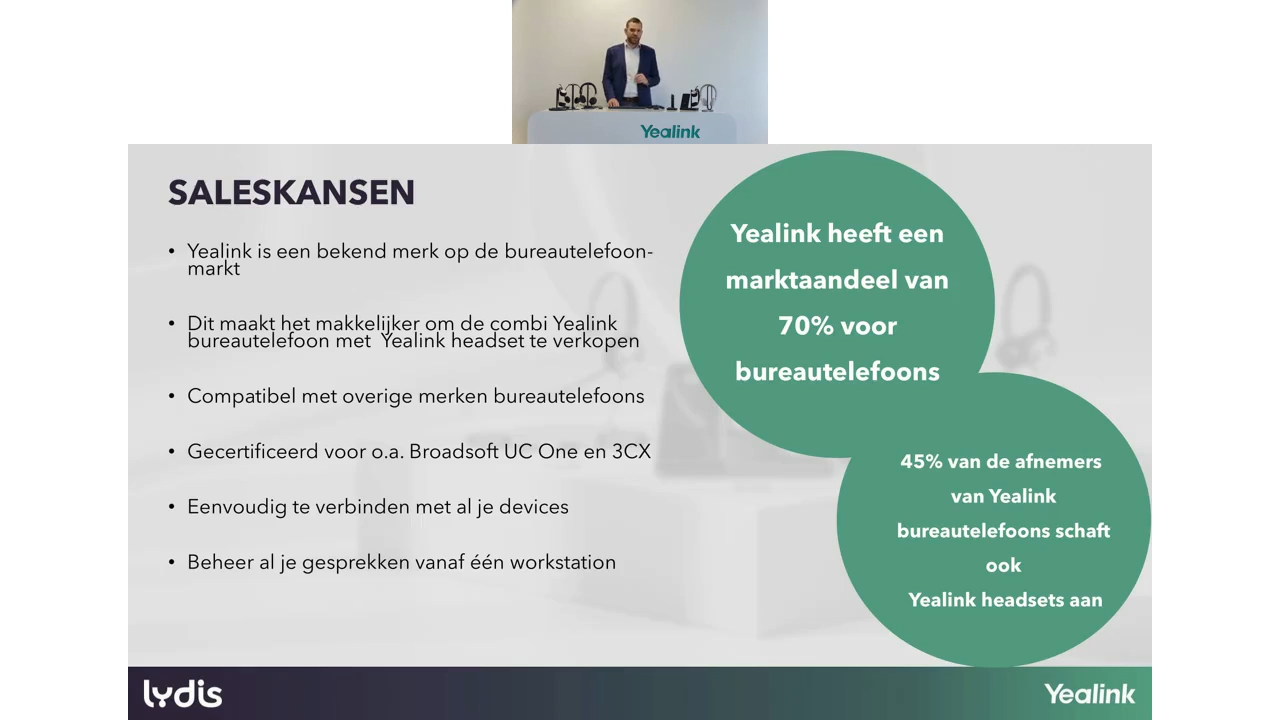 Yealink
SALESKANSEN
• Yealink is een bekend merk op de bureautelefoon-
markt
• Dit maakt het makkelijker om de combi Yealink
bureautelefoon met  Yealink headset te verkopen
• Compatibel met overige merken bureautelefoons
• Gecertificeerd voor o.a. Broadsoft UC One en 3CX
• Eenvoudig te verbinden met al je devices
• Beheer al je gesprekken vanaf één workstation
Yealink heeft een
marktaandeel van
70% voor
bureautelefoons
45% van de afnemers
van Yealink
bureautelefoons schaft
ook
Yealink headsets aan
lydis
Yealink